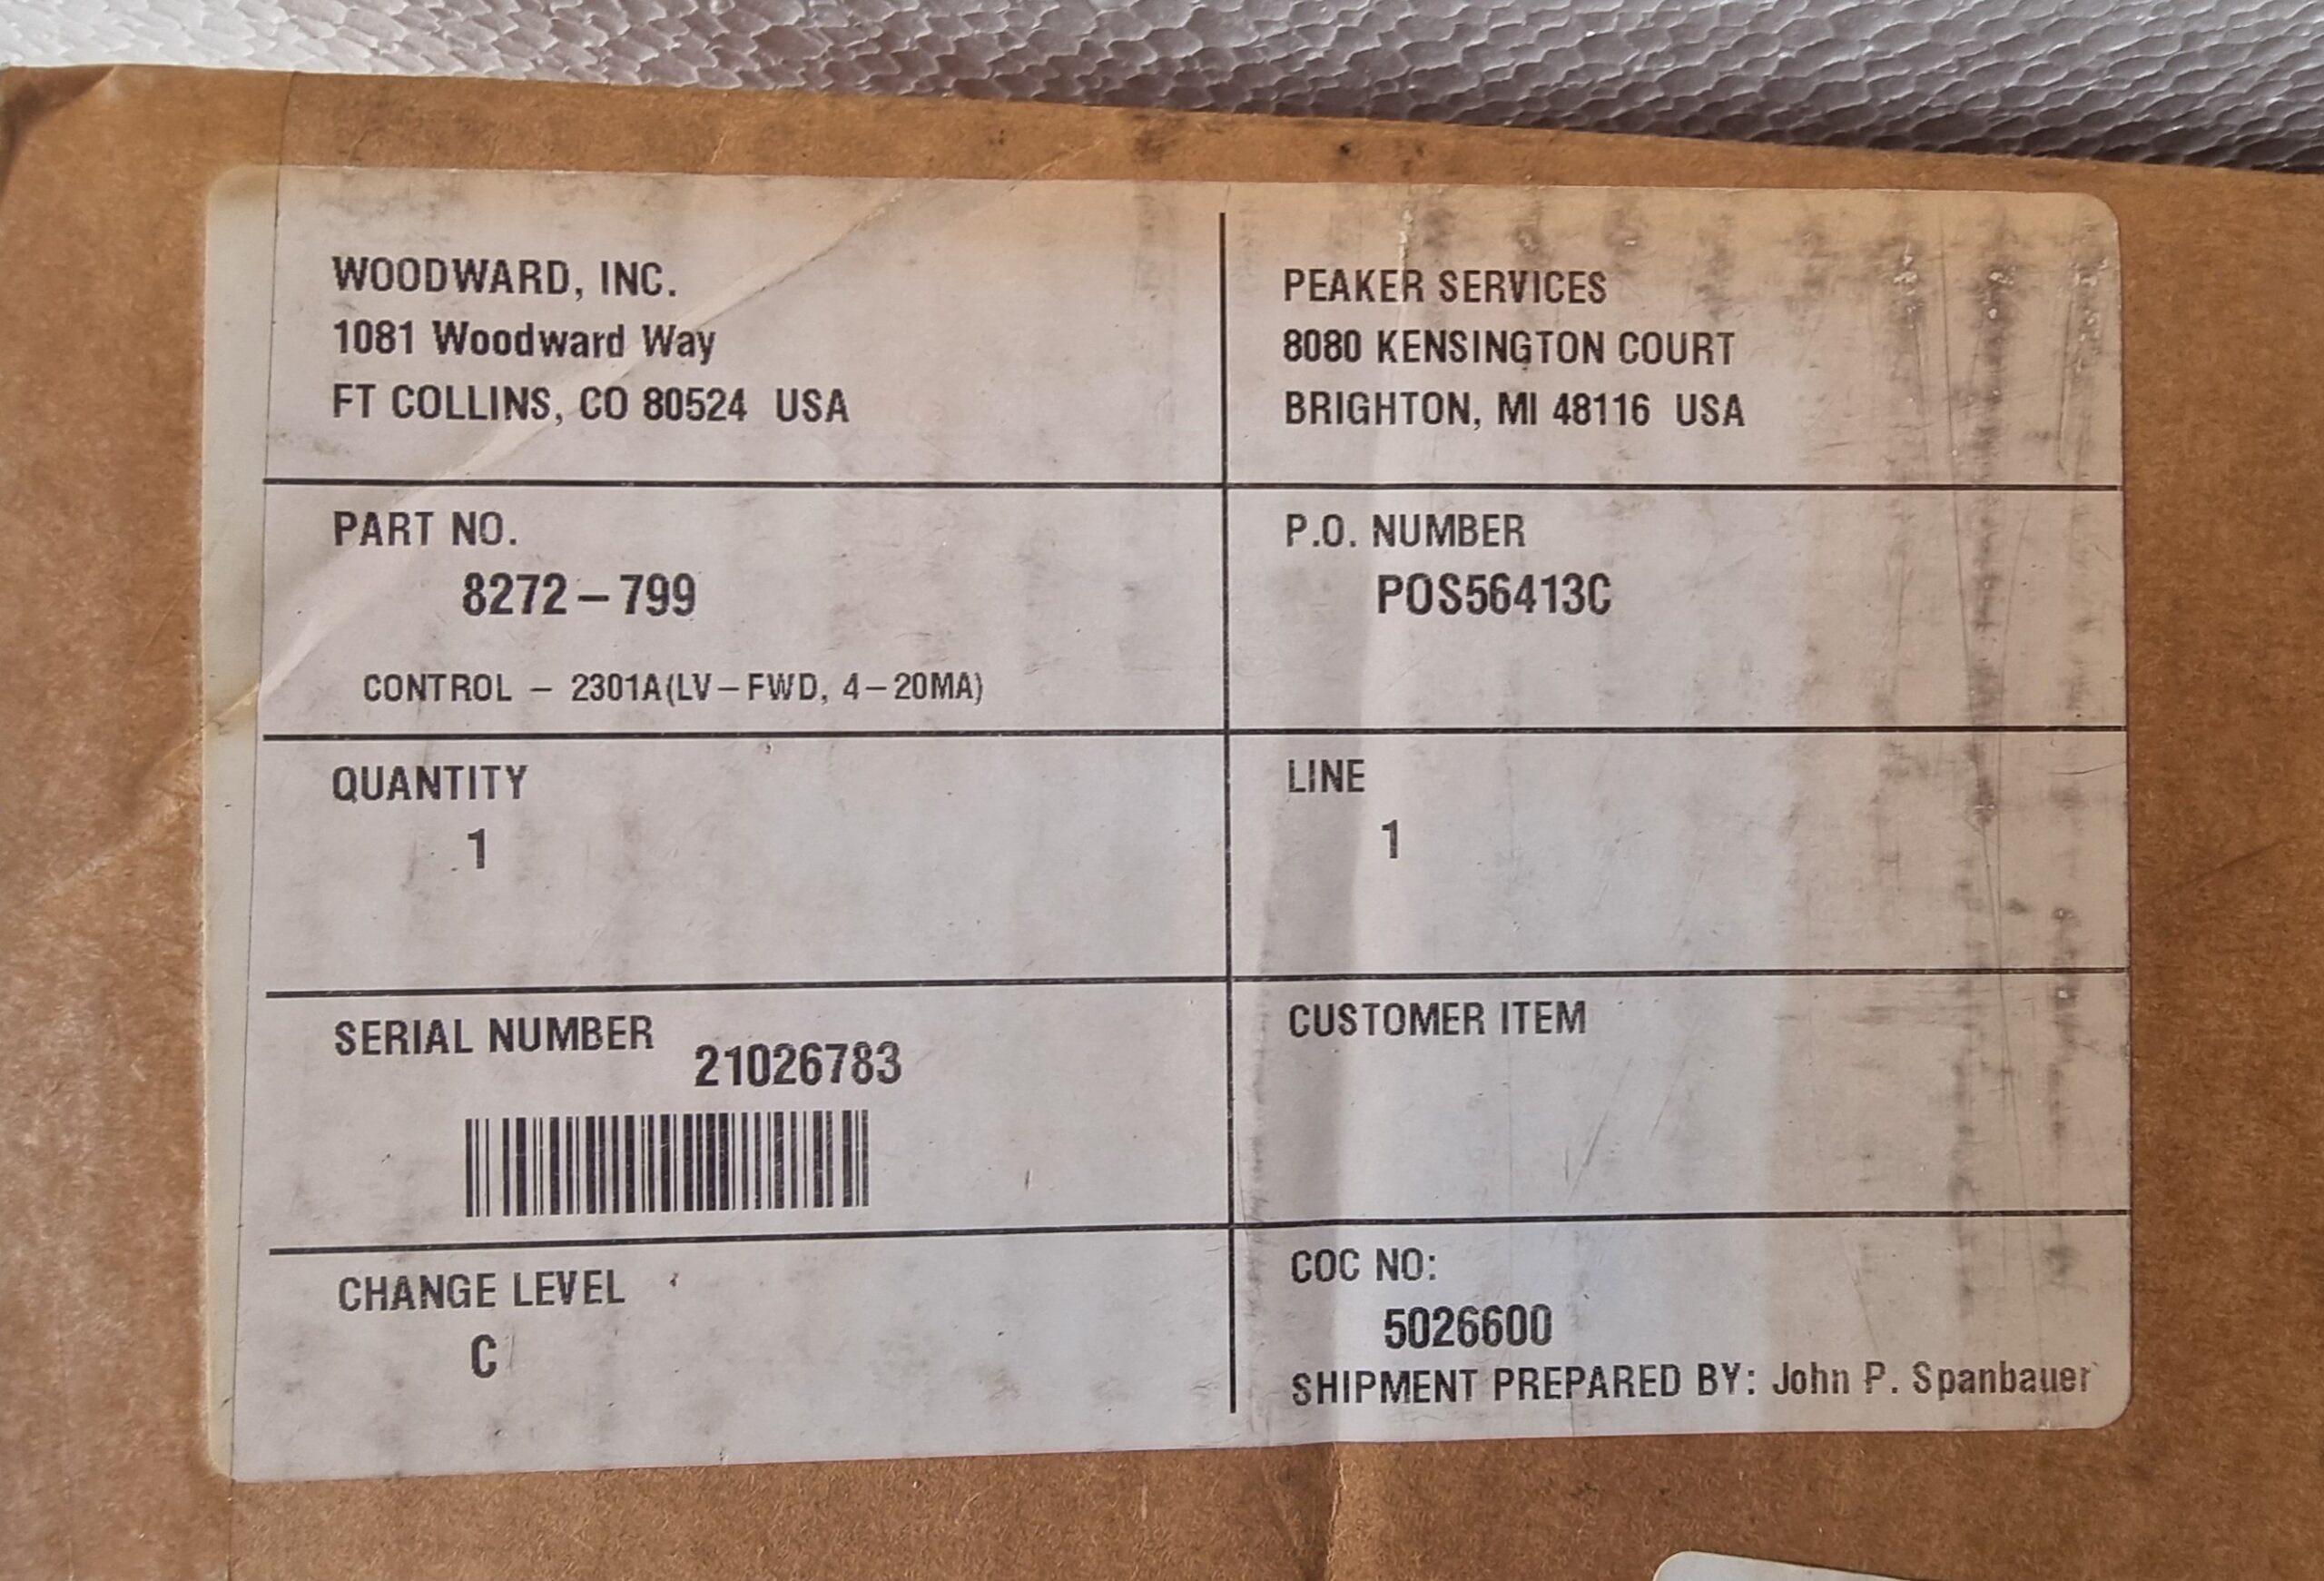 WOODWARD, INC.
1081 Woodward Way
FT COLLINS, CO 80524 USA
PEAKER SERVICES
8080 KENSINGTON COURT
BRIGHTON, MI 48116 USA
PART NO.
8272-799
CONTROL - 2301A(LV-FWD, 4-20MA)
P.O. NUMBER
POS56413C
QUANTITY
1
LINE
1
SERIAL NUMBER 21026783
CUSTOMER ITEM
CHANGE LEVEL
C
COC NO:
5026600
SHIPMENT PREPARED BY: John P. Spanbauer